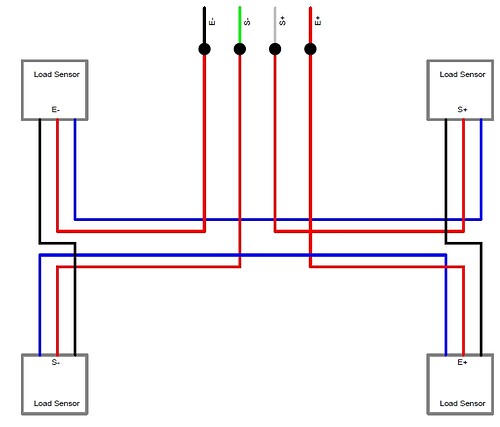 E-
S-
S+
E+
Load Sensor
Load Sensor
E-
S+
S-
E+
Load Sensor
Load Sensor